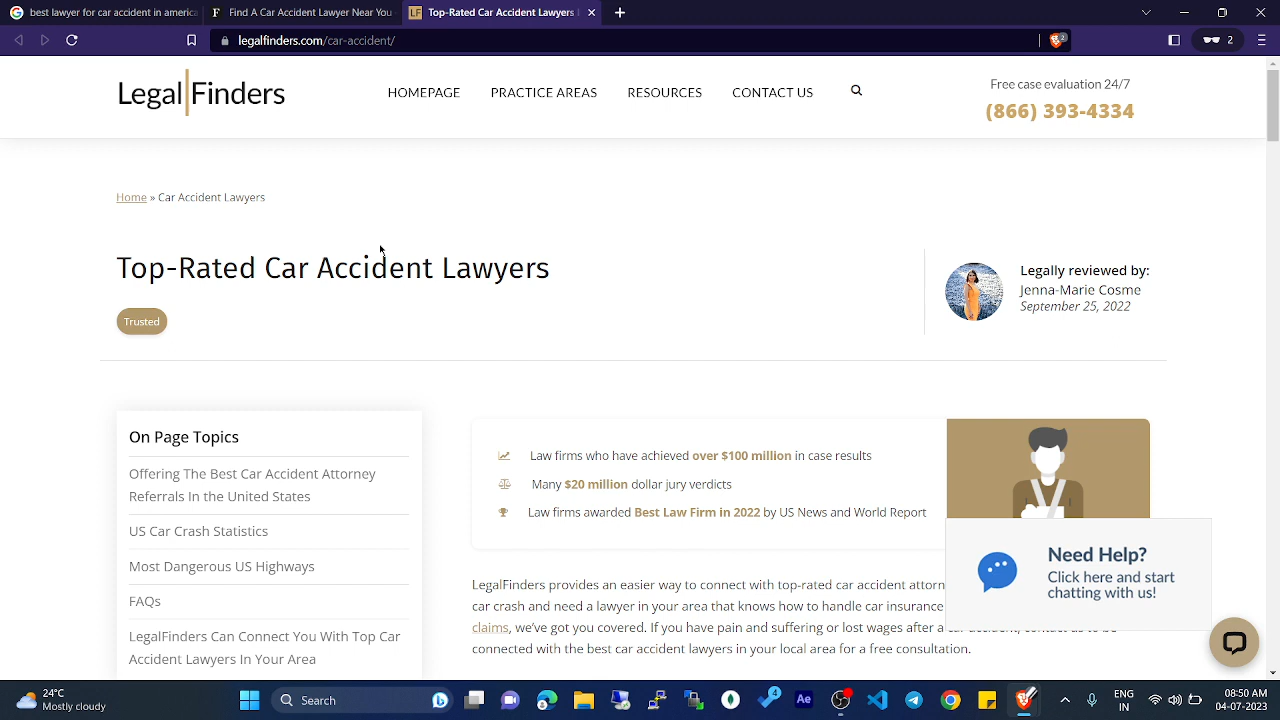 best lawyer for car accident in america
Find A Car Accident Lawyer Near You
Top-Rated Car Accident Lawyers
legalfinders.com/car-accident/
2
2
Legal Finders
HOMEPAGE
PRACTICE AREAS
RESOURCES
CONTACT US
Free case evaluation 24/7
(866) 393-4334
Home » Car Accident Lawyers
Top-Rated Car Accident Lawyers
Trusted
Legally reviewed by:
Jenna-Marie Cosme
September 25, 2022
On Page Topics
Offering The Best Car Accident Attorney
Referrals In the United States
US Car Crash Statistics
Most Dangerous US Highways
FAQs
LegalFinders Can Connect You With Top Car
Accident Lawyers In Your Area
Law firms who have achieved over $100 million in case results
Many $20 million dollar jury verdicts
Law firms awarded Best Law Firm in 2022 by US News and World Report
LegalFinders provides an easier way to connect with top-rated car accident
car crash and need a lawyer in your area that knows how to handle car insurance
claims, we've got you covered. If you have pain and suffering or lost wages after a car accident, contact us to be
connected with the best car accident lawyers in your local area for a free consultation.
Need Help?
Click here and start
chatting with us!
24°C
Mostly cloudy
Search
4
Ae
ENG
IN
08:50 AM
04-07-2023